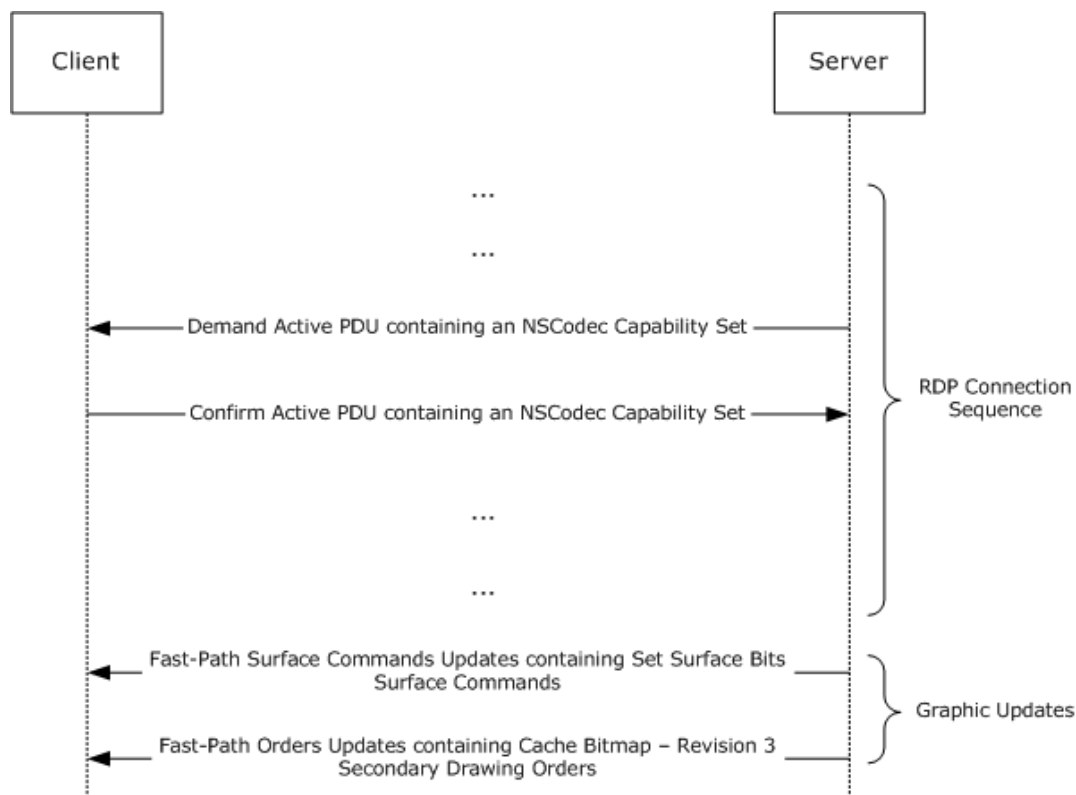 Client
Server
...
...
Demand Active PDU containing an NSCodec Capability Set
Confirm Active PDU containing an NSCodec Capability Set
RDP Connection
Sequence
...
...
Fast-Path Surface Commands Updates containing Set Surface Bits
Surface Commands
Graphic Updates
Fast-Path Orders Updates containing Cache Bitmap – Revision 3
Secondary Drawing Orders